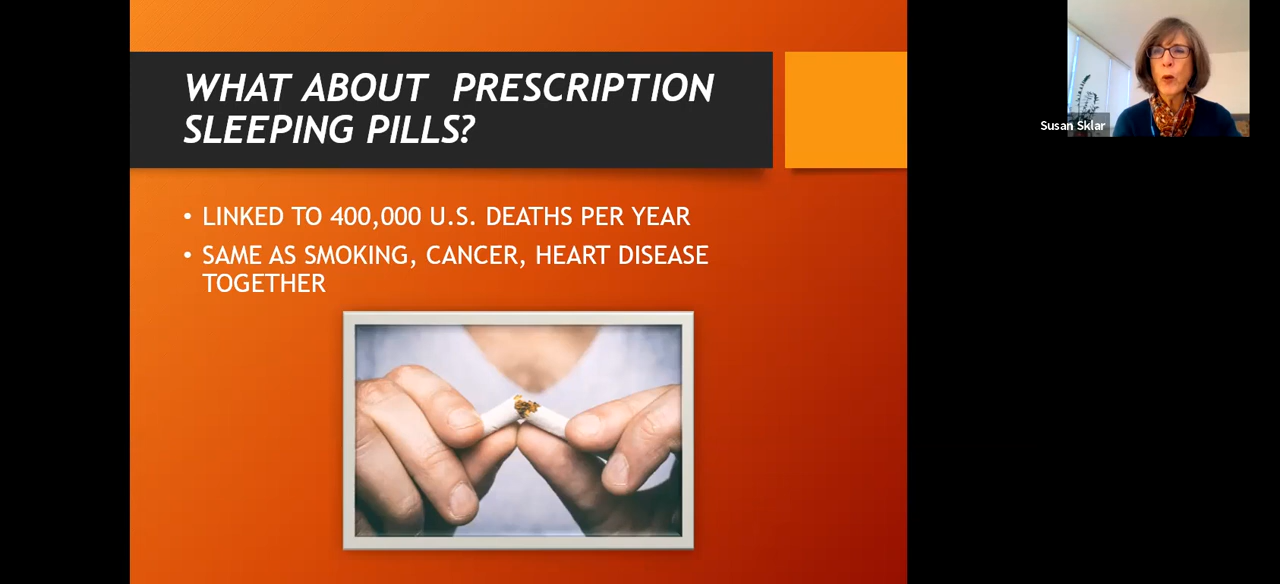 WHAT ABOUT PRESCRIPTION
SLEEPING PILLS?
• LINKED TO 400,000 U.S. DEATHS PER YEAR
• SAME AS SMOKING, CANCER, HEART DISEASE
TOGETHER
Susan Sklar